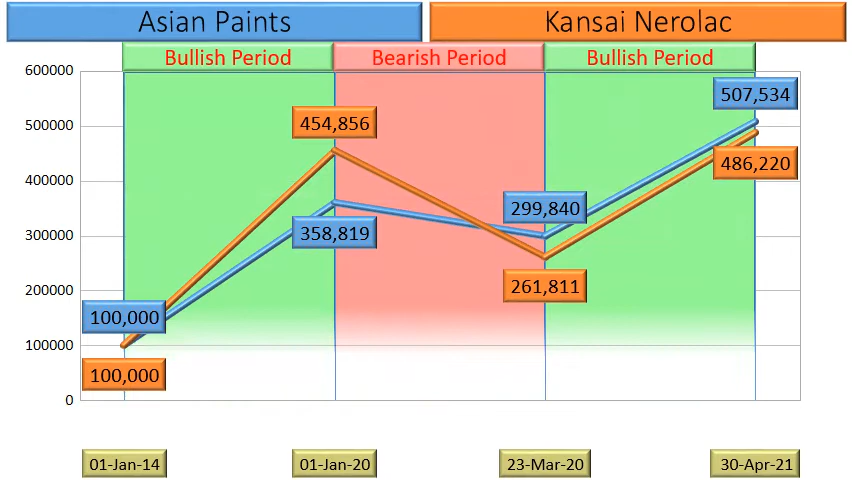 Asian Paints
Kansai Nerolac
Bullish Period
Bearish Period
Bullish Period
600000
500000
400000
300000
200000
100000
0
100,000
100,000
454,856
358,819
299,840
261,811
507,534
486,220
01-Jan-14
01-Jan-20
23-Mar-20
30-Apr-21